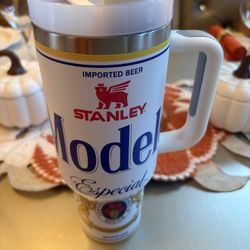 IMPORTED BEER
STANLEY
Model
Especial